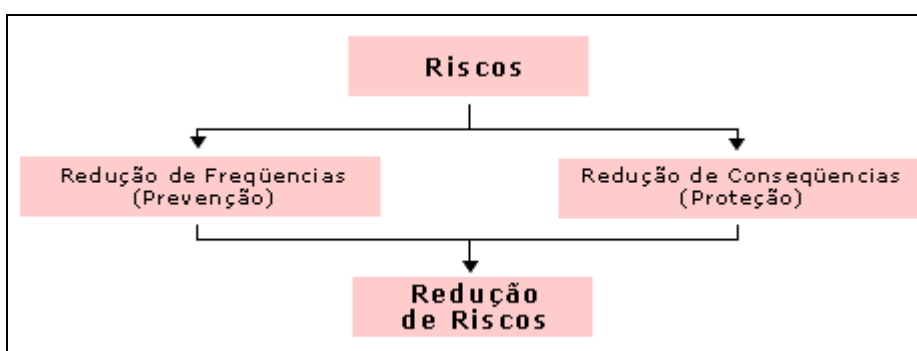 Riscos
Redução de Freqüencias
(Prevenção)
Redução de Conseqüencias
(Proteção)
Redução
de Riscos